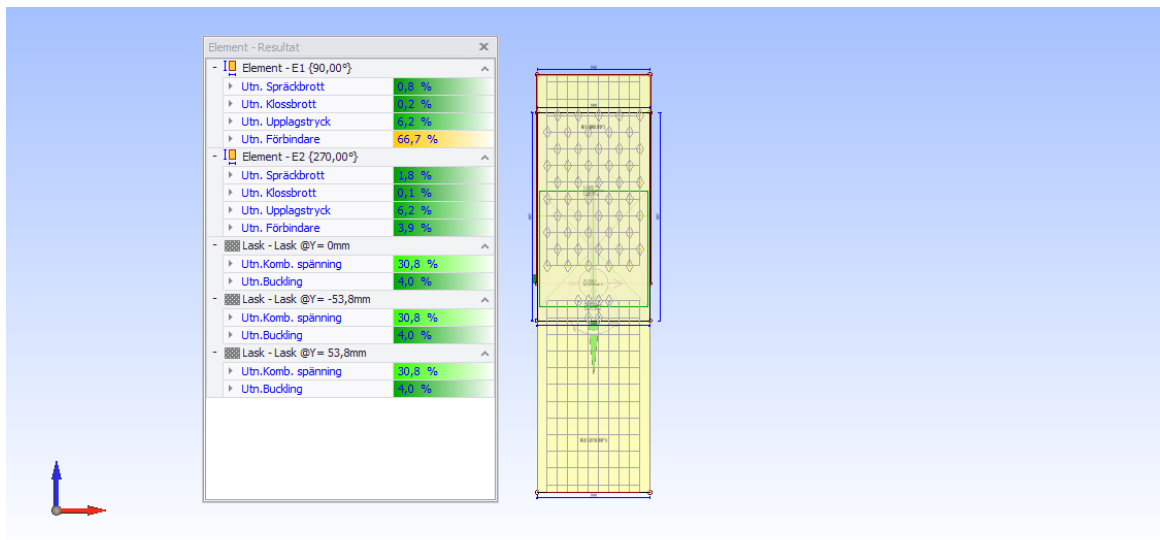 Element - Resultat
Element - E1 {90,00°}
Utn. Spräckbrott 0,8 %
Utn. Klossbrott 0,2 %
Utn. Upplagstryck 6,2 %
Utn. Förbindare 66,7 %
Element - E2 {270,00°}
Utn. Spräckbrott 1,8 %
Utn. Klossbrott 0,1 %
Utn. Upplagstryck 6,2 %
Utn. Förbindare 3,9 %
Lask - Lask @Y= 0mm
Utn.Komb. spänning 30,8 %
Utn.Buckling 4,0 %
Lask - Lask @Y= -53,8mm
Utn.Komb. spänning 30,8 %
Utn.Buckling 4,0 %
Lask - Lask @Y= 53,8mm
Utn.Komb. spänning 30,8 %
Utn.Buckling 4,0 %